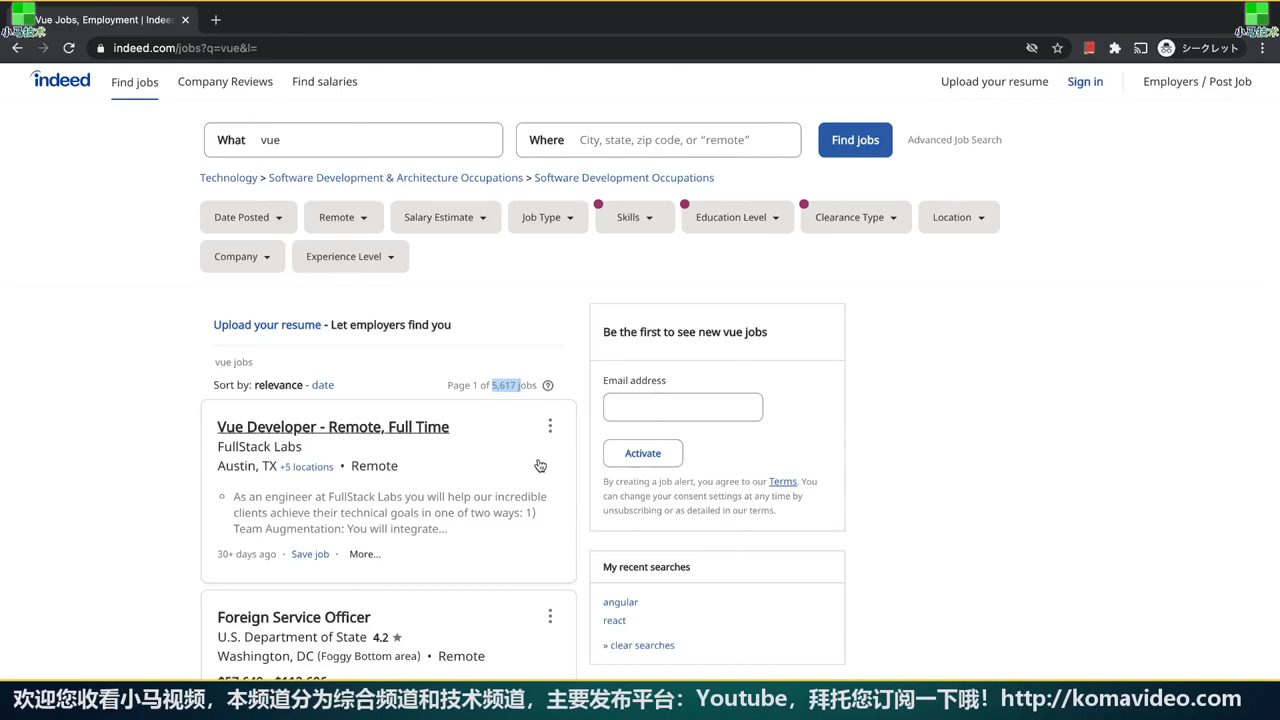 小马技术
小马技术
Vue Jobs, Employment | Indee
indeed.com/jobs?q=vue&l=
シークレット
indeed
Find jobs
Company Reviews
Find salaries
Upload your resume
Sign in
Employers / Post Job
What vue
Where City, state, zip code, or “remote”
Find jobs
Advanced Job Search
Technology > Software Development & Architecture Occupations > Software Development Occupations
Date Posted
Remote
Salary Estimate
Job Type
Skills
Education Level
Clearance Type
Location
Company
Experience Level
Upload your resume - Let employers find you
vue jobs
Sort by: relevance - date
Page 1 of 5,617 jobs
Vue Developer - Remote, Full Time
FullStack Labs
Austin, TX +5 locations • Remote
As an engineer at FullStack Labs you will help our incredible
clients achieve their technical goals in one of two ways: 1)
Team Augmentation: You will integrate…
30+ days ago · Save job · More...
Foreign Service Officer
U.S. Department of State 4.2
Washington, DC (Foggy Bottom area) • Remote
Be the first to see new vue jobs
Email address
Activate
By creating a job alert, you agree to our Terms. You
can change your consent settings at any time by
unsubscribing or as detailed in our terms.
My recent searches
angular
react
» clear searches
欢迎您收看小马视频，本频道分为综合频道和技术频道，主要发布平台：Youtube，拜托您订阅一下哦！http://komavideo.com